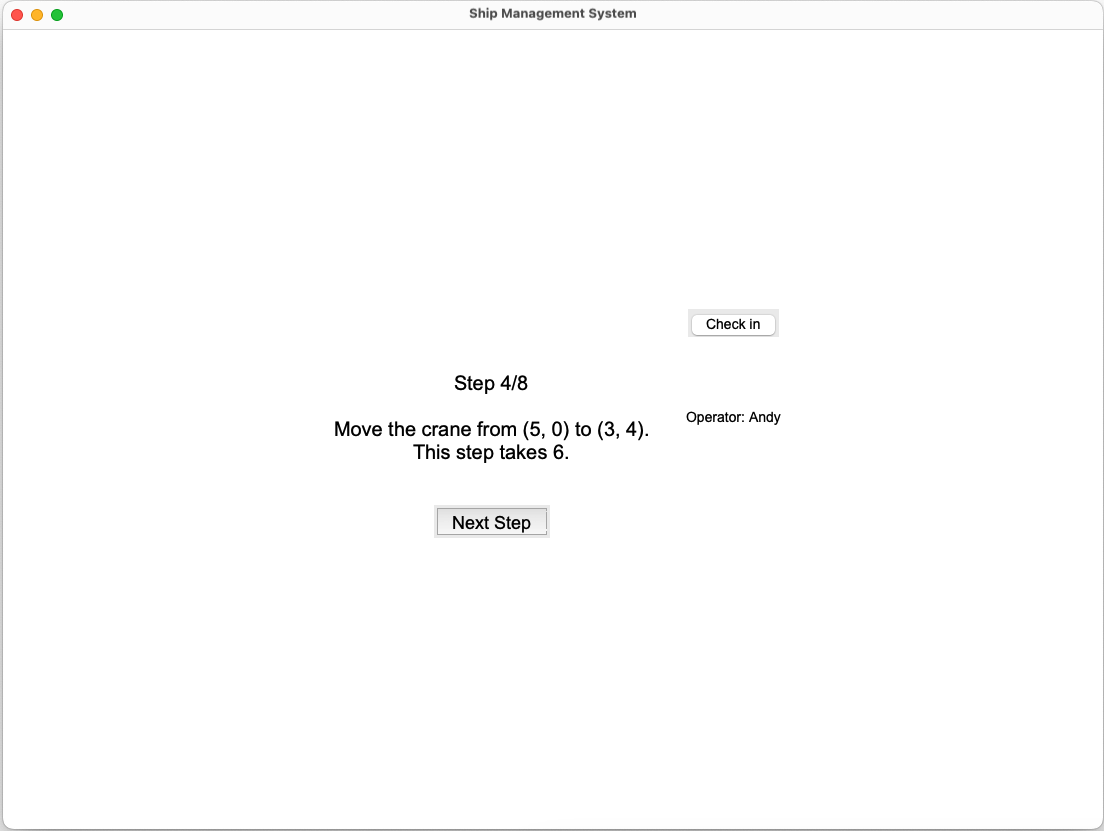 Ship Management System
Check in
Step 4/8
Operator: Andy
Move the crane from (5, 0) to (3, 4).
This step takes 6.
Next Step